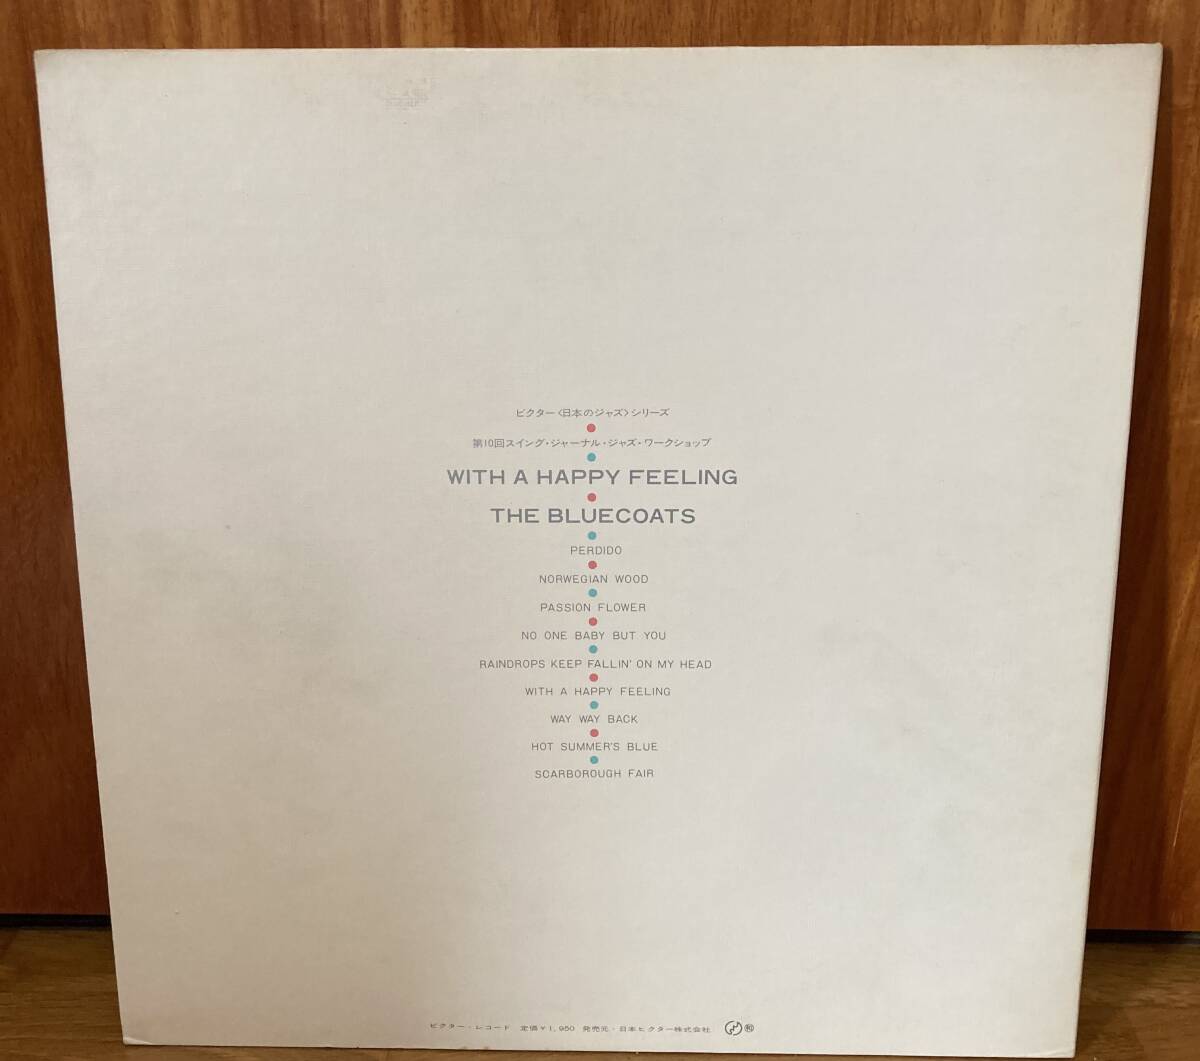 ビクター〈日本のジャズ〉シリーズ
第10回スイング・ジャーナル・ジャズ・ワークショップ
WITH A HAPPY FEELING
THE BLUECOATS
PERDIDO
NORWEGIAN WOOD
PASSION FLOWER
NO ONE BABY BUT YOU
RAINDROPS KEEP FALLIN' ON MY HEAD
WITH A HAPPY FEELING
WAY WAY BACK
HOT SUMMER'S BLUE
SCARBOROUGH FAIR
ビクター・レコード 定価￥1,950 発売元・日本ビクター株式会社